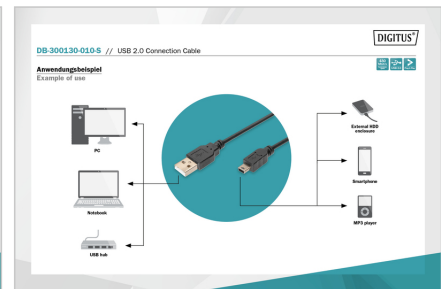 DIGITUS®
DB-300130-010-S // USB 2.0 Connection Cable
Anwendungsbeispiel
Example of use
PC
Notebook
USB hub
External HDD
enclosure
Smartphone
MP3 player